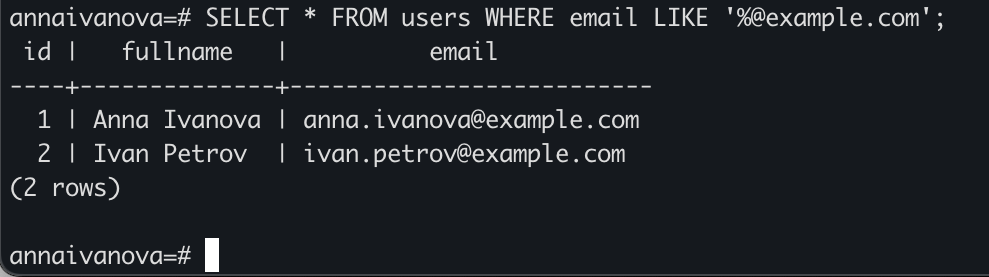 annaivanova=# SELECT * FROM users WHERE email LIKE '%@example.com';
 id |   fullname   |          email
----+--------------+--------------------------
  1 | Anna Ivanova | anna.ivanova@example.com
  2 | Ivan Petrov  | ivan.petrov@example.com
(2 rows)
annaivanova=#